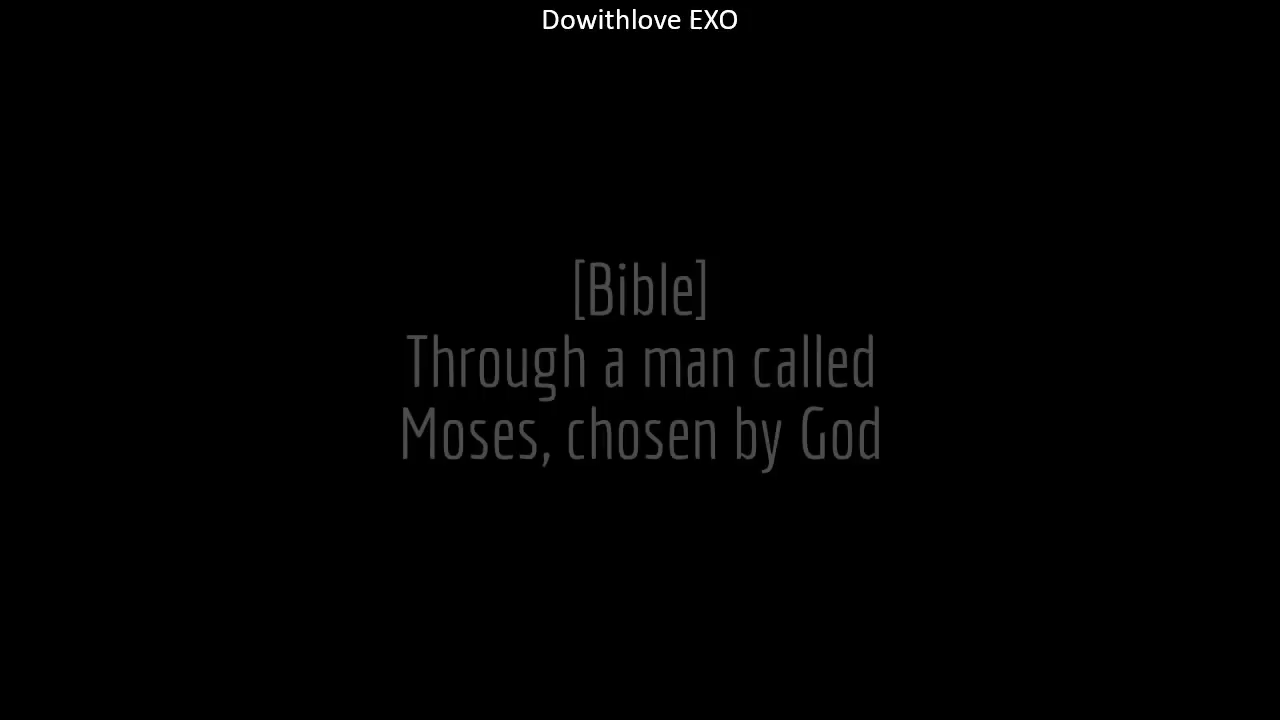 Dowithlove EXO
[Bible]
Through a man called
Moses, chosen by God